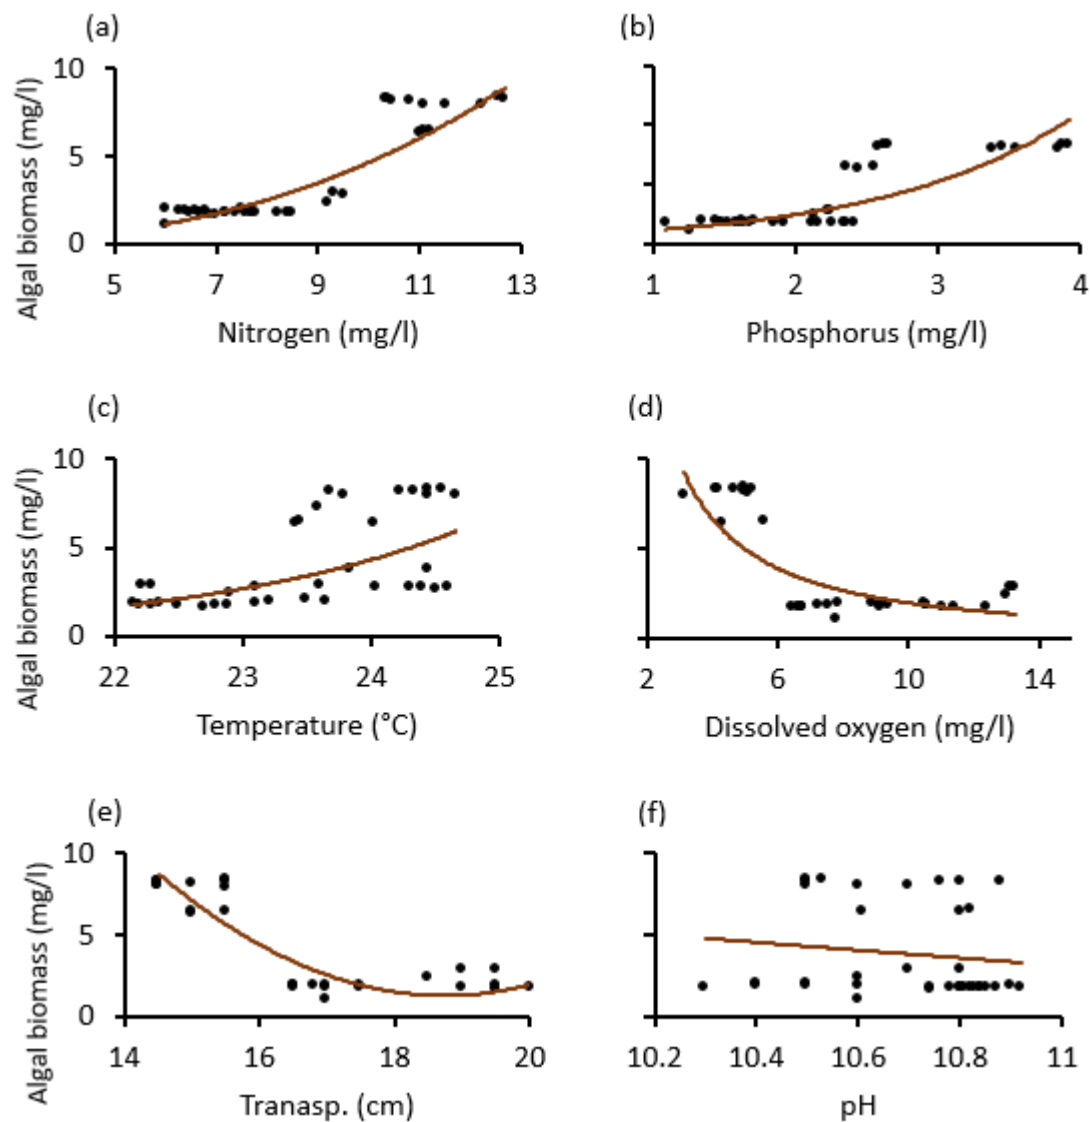 (a)
Algal biomass (mg/l)
10
5
0
5 7 9 11 13
Nitrogen (mg/l)
(b)
1 2 3 4
Phosphorus (mg/l)
(c)
Algal biomass (mg/l)
10
5
0
22 23 24 25
Temperature (°C)
(d)
2 6 10 14
Dissolved oxygen (mg/l)
(e)
Algal biomass (mg/l)
10
5
0
14 16 18 20
Tranasp. (cm)
(f)
10.2 10.4 10.6 10.8 11
pH